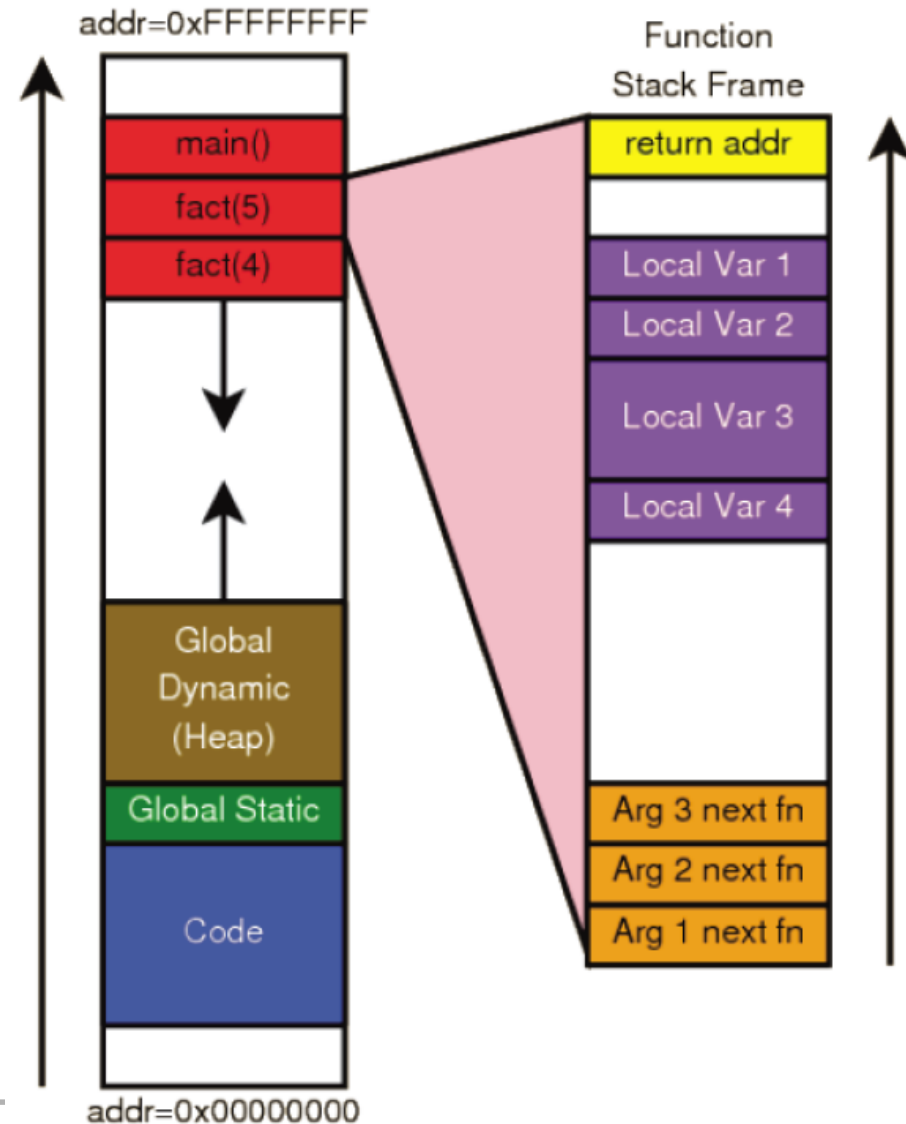 addr=0xFFFFFFFF
main()
fact(5)
fact(4)
Global
Dynamic
(Heap)
Global Static
Code
addr=0x00000000
Function
Stack Frame
return addr
Local Var 1
Local Var 2
Local Var 3
Local Var 4
Arg 3 next fn
Arg 2 next fn
Arg 1 next fn